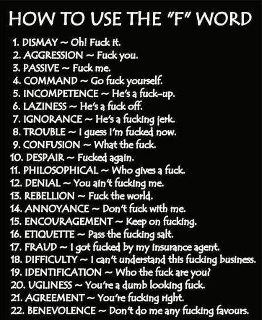 HOW TO USE THE "F" WORD
1. DISMAY ~ Oh! Fuck it.
2. AGGRESSION ~ Fuck you.
3. PASSIVE ~ Fuck me.
4. COMMAND ~ Go fuck yourself.
5. INCOMPETENCE ~ He's a fuck-up.
6. LAZINESS ~ He's a fuck off.
7. IGNORANCE ~ He's a fucking jerk.
8. TROUBLE ~ I guess I'm fucked now.
9. CONFUSION ~ What the fuck.
10. DESPAIR ~ Fucked again.
11. PHILOSOPHICAL ~ Who gives a fuck.
12. DENIAL ~ You ain't fucking me.
13. REBELLION ~ Fuck the world.
14. ANNOYANCE ~ Don't fuck with me.
15. ENCOURAGEMENT ~ Keep on fucking.
16. ETIQUETTE ~ Pass the fucking salt.
17. FRAUD ~ I got fucked by my insurance agent.
18. DIFFICULTY ~ I can't understand this fucking business.
19. IDENTIFICATION ~ Who the fuck are you?
20. UGLINESS ~ You're a dumb looking fuck.
21. AGREEMENT ~ You're fucking right.
22. BENEVOLENCE ~ Don't do me any fucking favours.